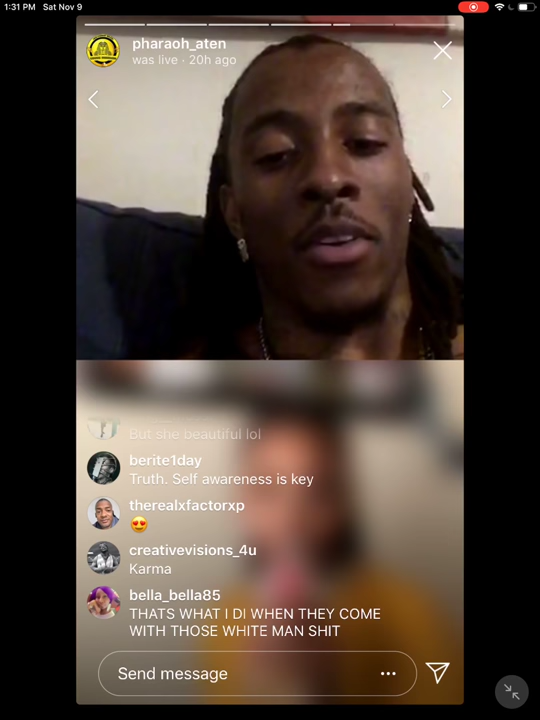 1:31 PM Sat Nov 9
pharaoh_aten
was live · 20h ago
But she beautiful lol
berite1day
Truth. Self awareness is key
therealxfactorxp
😍
creativevisions_4u
Karma
bella_bella85
THATS WHAT I DI WHEN THEY COME
WITH THOSE WHITE MAN SHIT
Send message